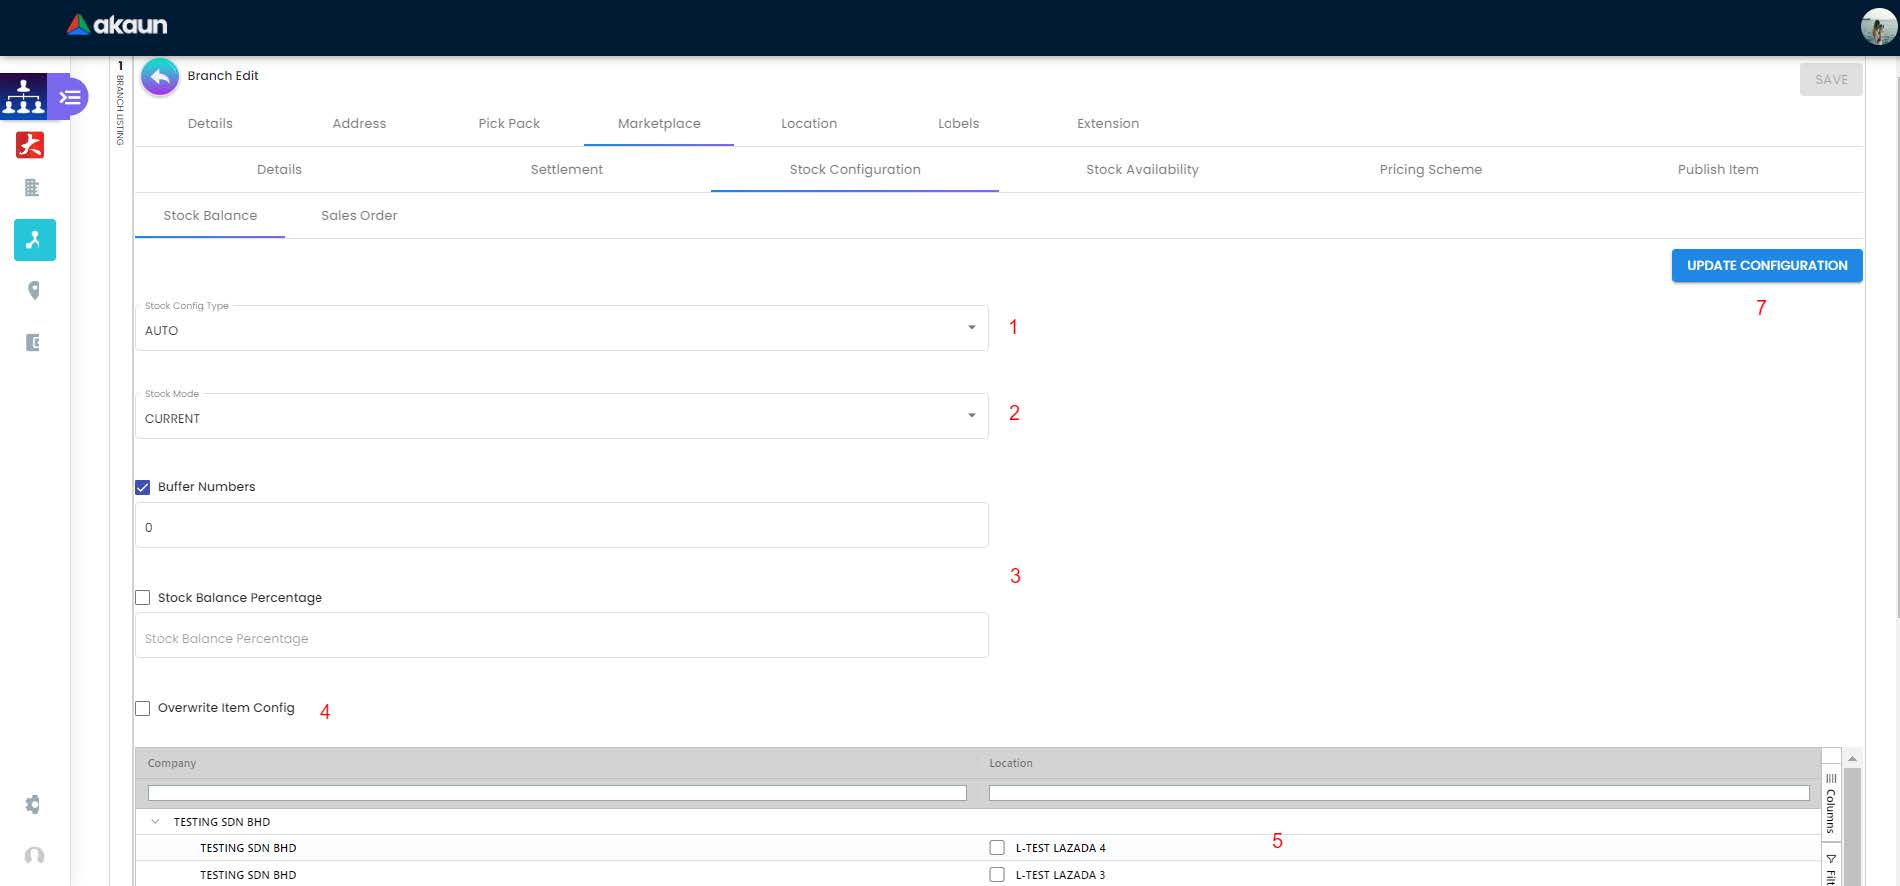 akaun
1 BRANCH LISTING
Branch Edit
SAVE
Details Address Pick Pack Marketplace Location Labels Extension
Details Settlement Stock Configuration Stock Availability Pricing Scheme Publish Item
Stock Balance Sales Order
UPDATE CONFIGURATION
7
Stock Config Type
AUTO
1
Stock Mode
CURRENT
2
Buffer Numbers
0
3
Stock Balance Percentage
Stock Balance Percentage
Overwrite Item Config 4
Company Location
Columns
TESTING SDN BHD
5
TESTING SDN BHD L-TEST LAZADA 4
TESTING SDN BHD L-TEST LAZADA 3